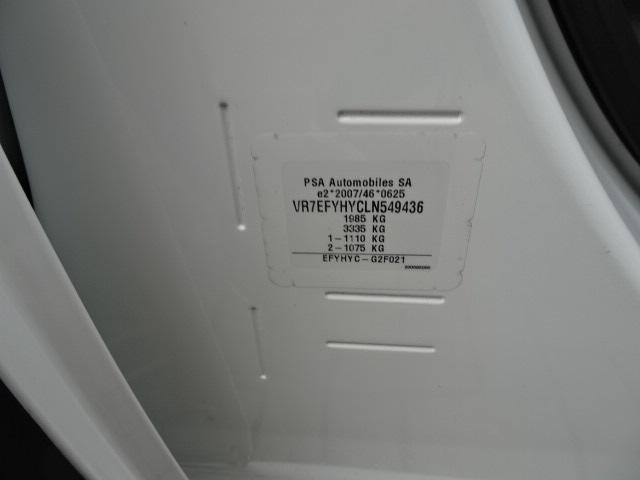 PSA Automobiles SA
e2*2007/46*0625
VR7EFYHYCLN549436
1985 KG
3335 KG
1-1110 KG
2-1075 KG
EFYHYC-G2F021